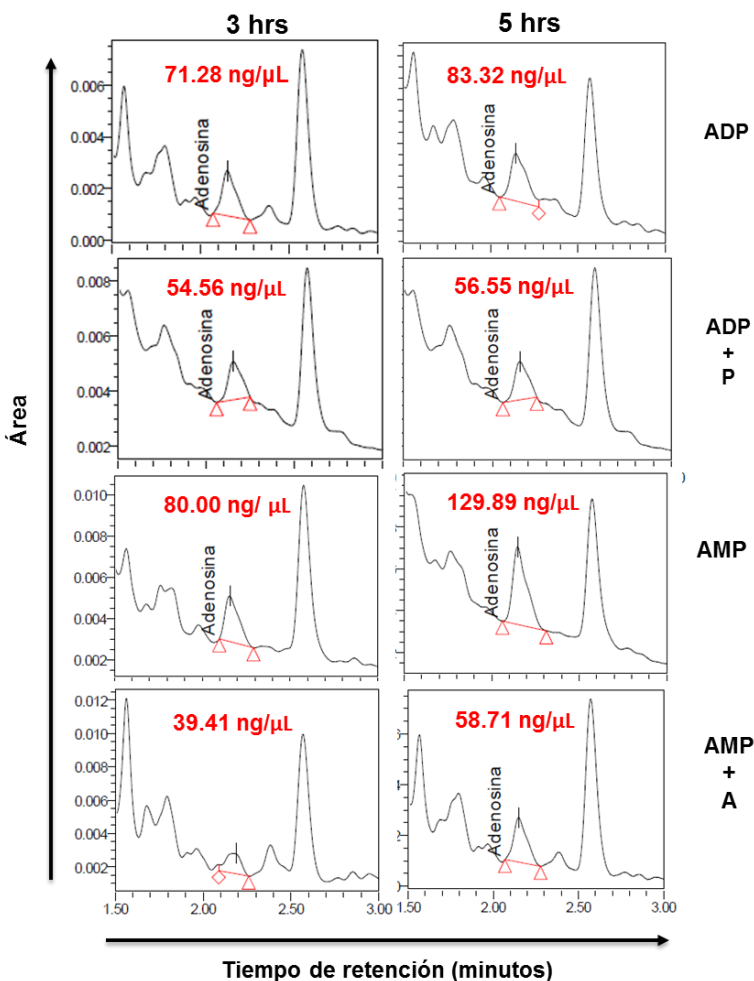 3 hrs
5 hrs
71.28 ng/μL
Adenosina
0.006
0.004
0.002
0.000
83.32 ng/μL
Adenosina
ADP
54.56 ng/μL
Adenosina
0.008
0.006
0.004
0.002
56.55 ng/μL
Adenosina
ADP
+
P
80.00 ng/ μL
Adenosina
0.010
0.008
0.006
0.004
0.002
129.89 ng/μL
Adenosina
AMP
39.41 ng/μL
0.012
0.010
0.008
0.006
0.004
0.002
1.50 2.00 2.50 3.00
58.71 ng/μL
Adenosina
1.50 2.00 2.50 3.00
AMP
+
A
Área
Tiempo de retención (minutos)